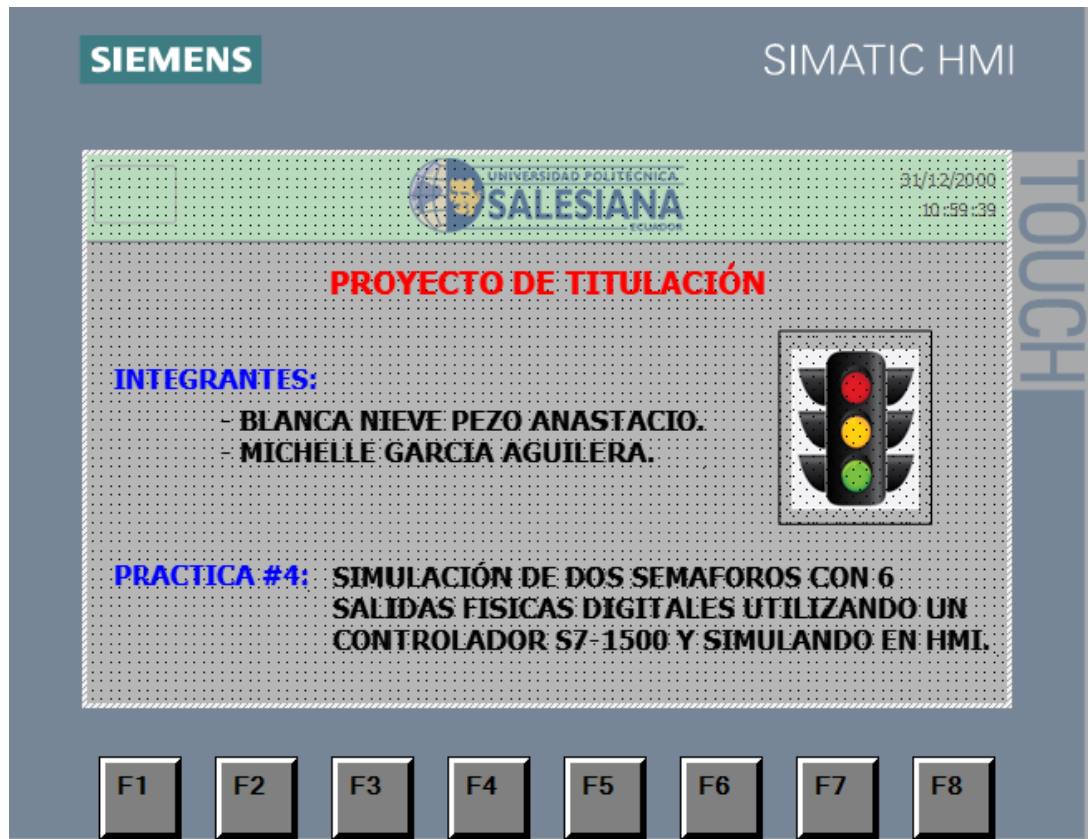 SIEMENS
SIMATIC HMI
UNIVERSIDAD POLITÉCNICA
SALESIANA
ECUADOR
31/12/2000
10:59:39
TOUCH
PROYECTO DE TITULACIÓN
INTEGRANTES:
- BLANCA NIEVE PEZO ANASTACIO.
- MICHELLE GARCIA AGUILERA.
PRACTICA #4: SIMULACIÓN DE DOS SEMAFOROS CON 6
SALIDAS FISICAS DIGITALES UTILIZANDO UN
CONTROLADOR S7-1500 Y SIMULANDO EN HMI.
F1 F2 F3 F4 F5 F6 F7 F8